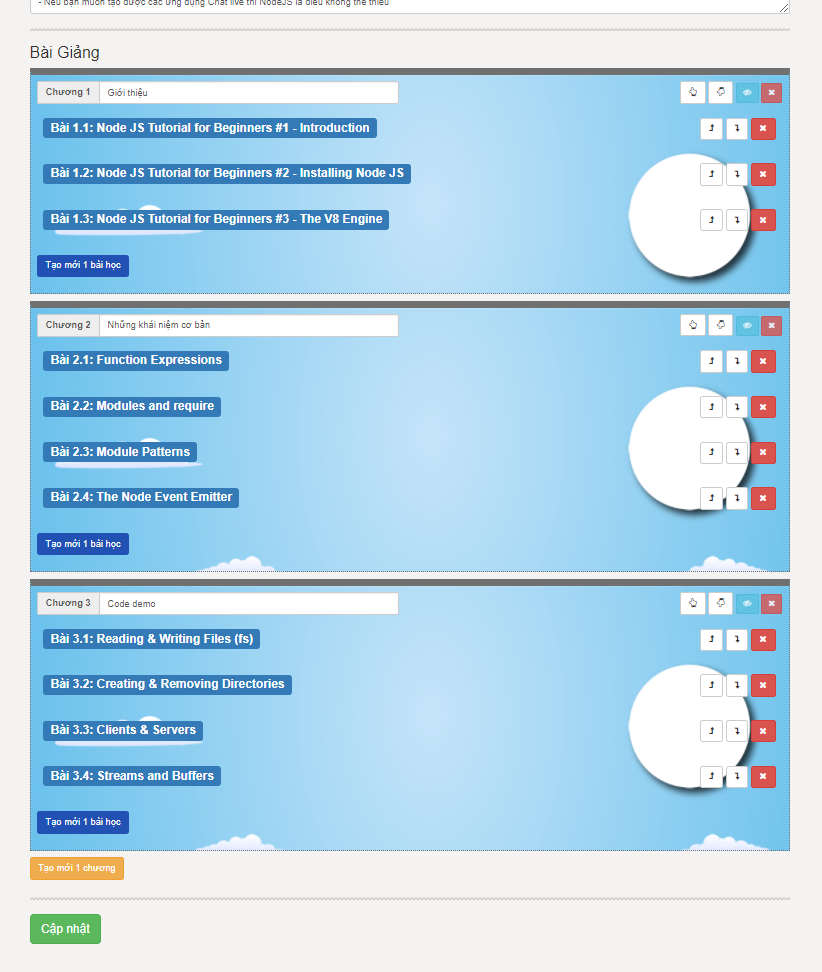 - Nếu bạn muốn tạo được các ứng dụng Chat live thì NodeJS là điều không thể thiếu
Bài Giảng
Chương 1 Giới thiệu
Bài 1.1: Node JS Tutorial for Beginners #1 - Introduction
Bài 1.2: Node JS Tutorial for Beginners #2 - Installing Node JS
Bài 1.3: Node JS Tutorial for Beginners #3 - The V8 Engine
Tạo mới 1 bài học
Chương 2 Những khái niệm cơ bản
Bài 2.1: Function Expressions
Bài 2.2: Modules and require
Bài 2.3: Module Patterns
Bài 2.4: The Node Event Emitter
Tạo mới 1 bài học
Chương 3 Code demo
Bài 3.1: Reading & Writing Files (fs)
Bài 3.2: Creating & Removing Directories
Bài 3.3: Clients & Servers
Bài 3.4: Streams and Buffers
Tạo mới 1 bài học
Tạo mới 1 chương
Cập nhật